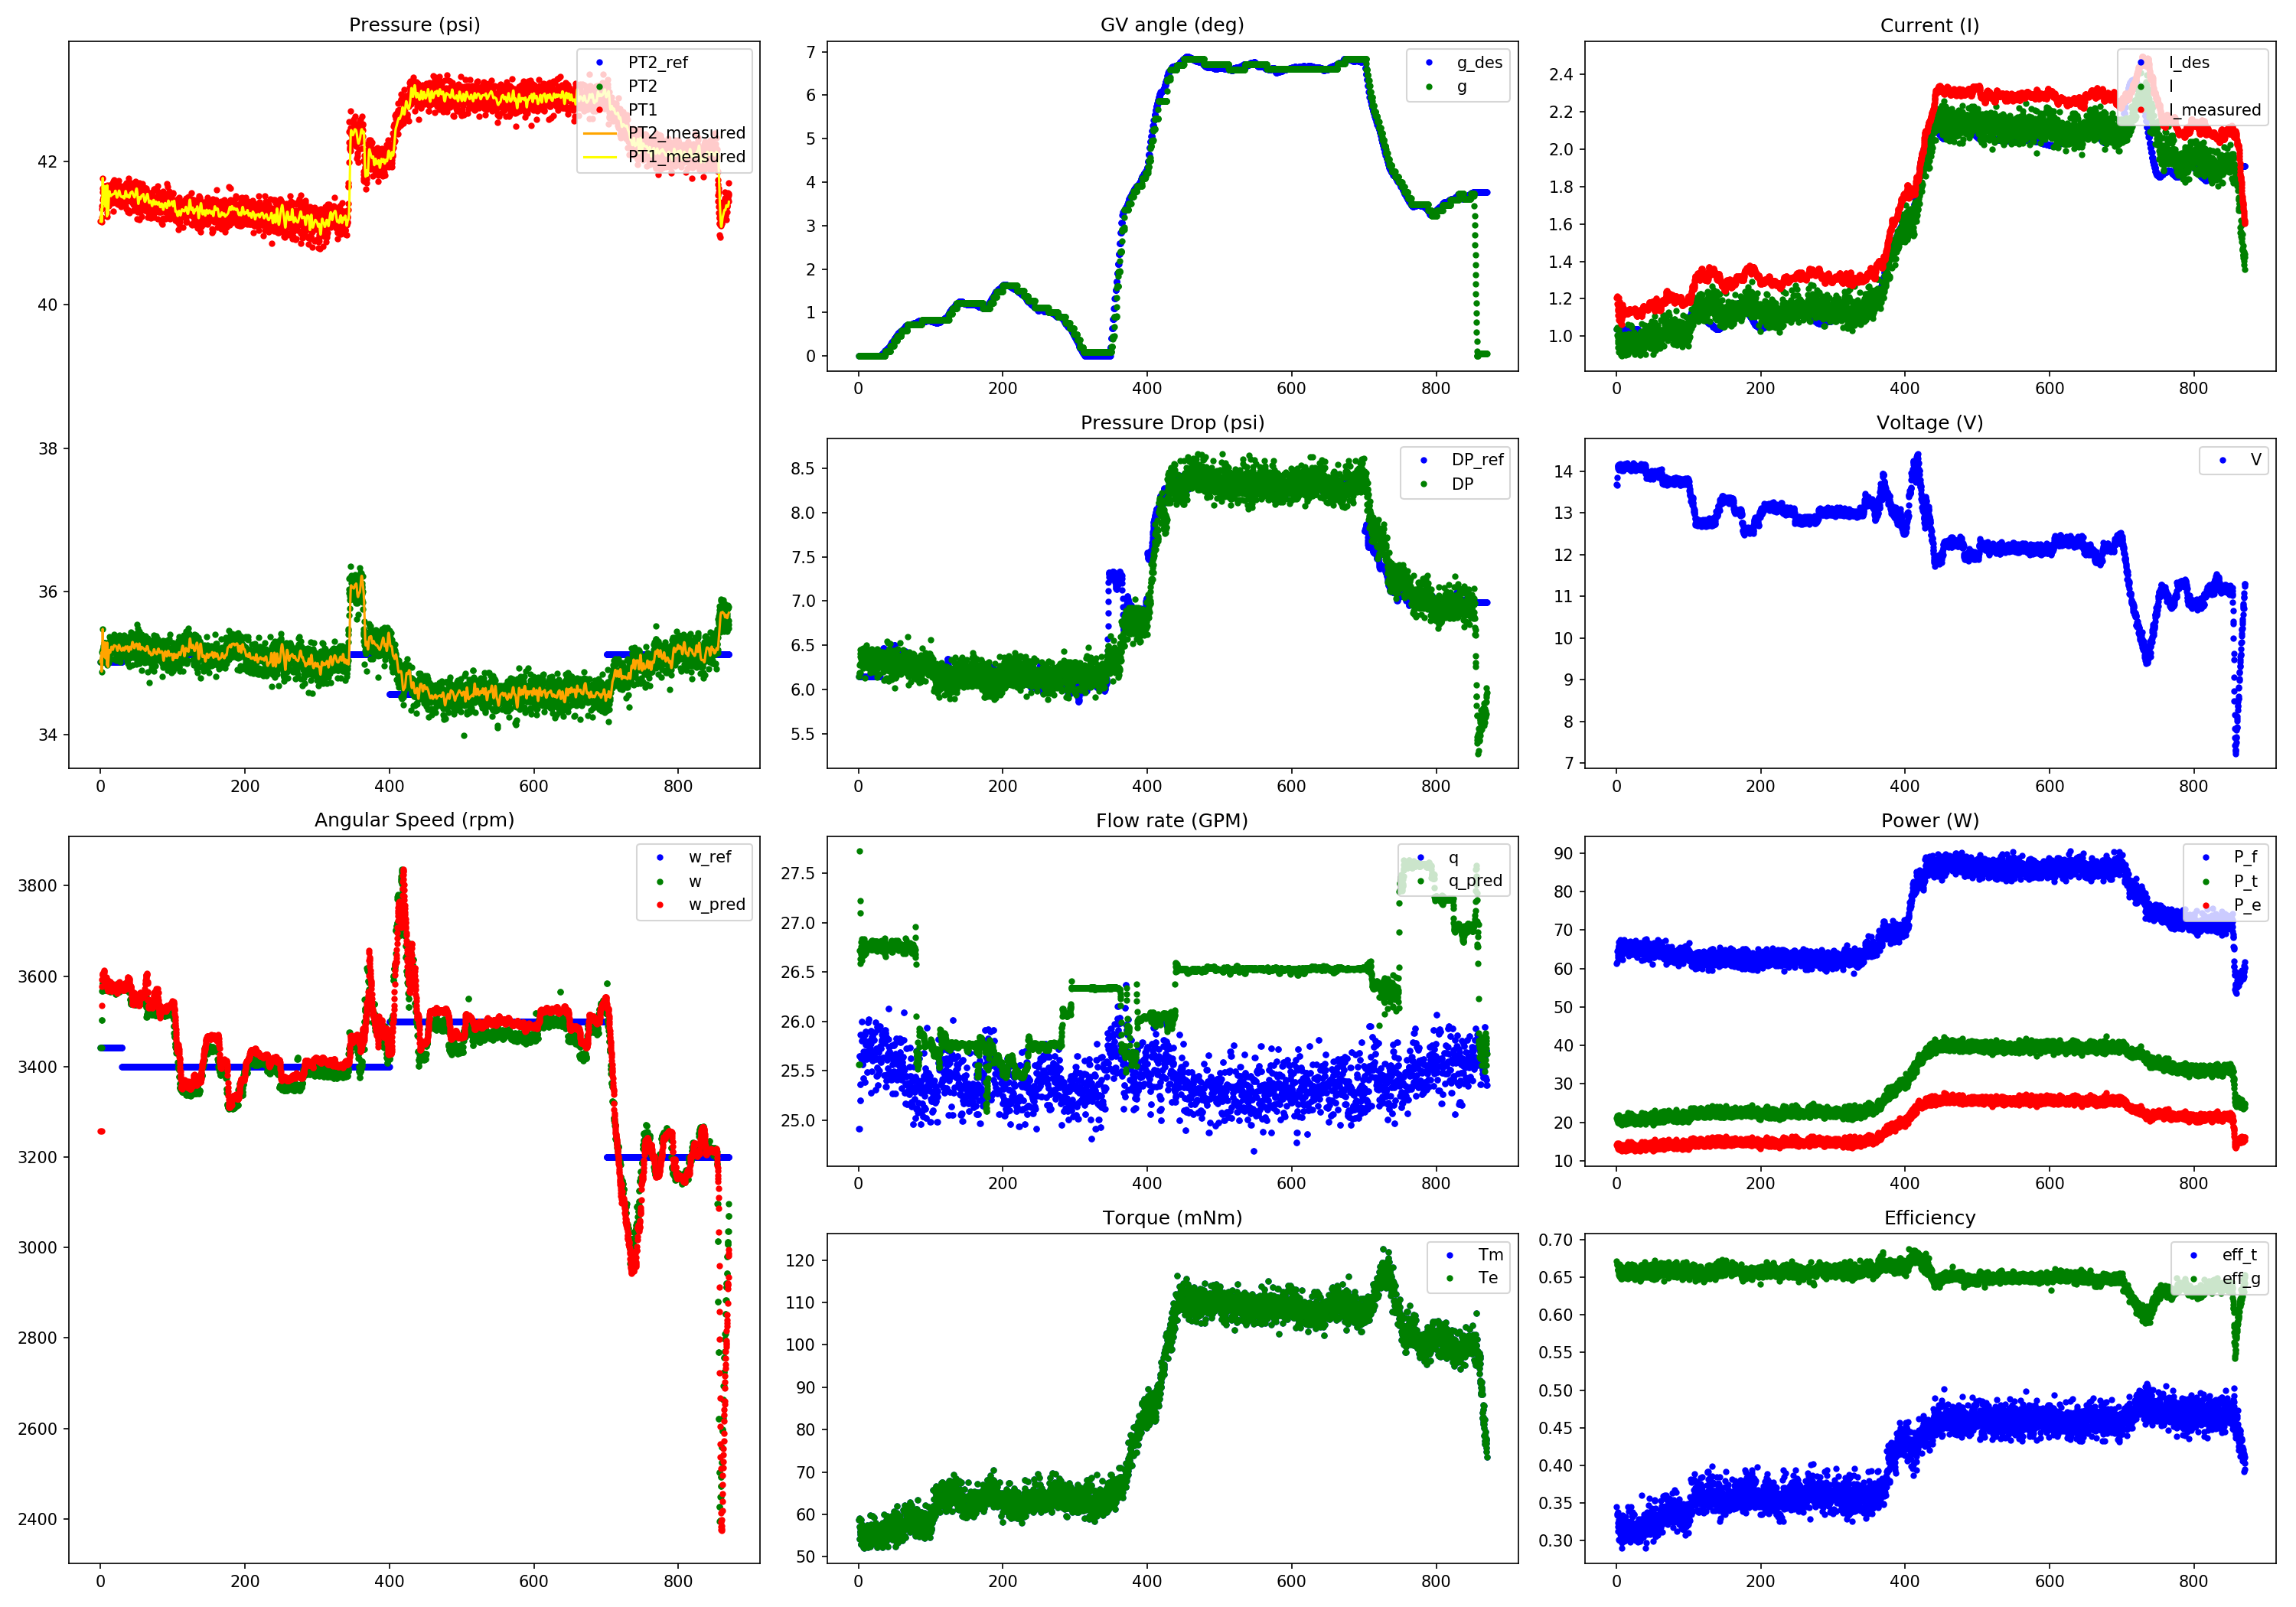 Pressure (psi)
PT2_ref
PT2
PT1
PT2_measured
PT1_measured
42
40
38
36
34
0 200 400 600 800
GV angle (deg)
g_des
g
7
6
5
4
3
2
1
0
0 200 400 600 800
Current (I)
I_des
I
I_measured
2.4
2.2
2.0
1.8
1.6
1.4
1.2
1.0
0 200 400 600 800
Pressure Drop (psi)
DP_ref
DP
8.5
8.0
7.5
7.0
6.5
6.0
5.5
0 200 400 600 800
Voltage (V)
V
14
13
12
11
10
9
8
7
0 200 400 600 800
Angular Speed (rpm)
w_ref
w
w_pred
3800
3600
3400
3200
3000
2800
2600
2400
0 200 400 600 800
Flow rate (GPM)
q
q_pred
27.5
27.0
26.5
26.0
25.5
25.0
0 200 400 600 800
Power (W)
P_f
P_t
P_e
90
80
70
60
50
40
30
20
10
0 200 400 600 800
Torque (mNm)
Tm
Te
120
110
100
90
80
70
60
50
0 200 400 600 800
Efficiency
eff_t
eff_g
0.70
0.65
0.60
0.55
0.50
0.45
0.40
0.35
0.30
0 200 400 600 800